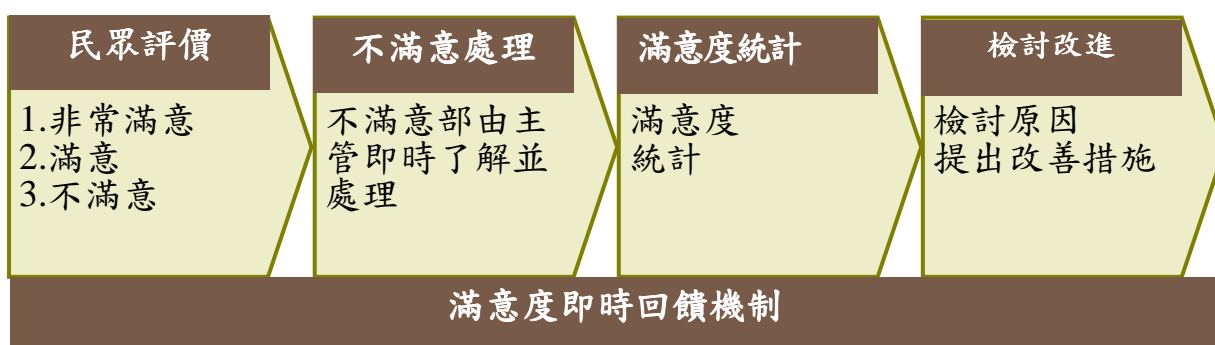 民眾評價
1.非常滿意
2.滿意
3.不滿意
不滿意處理
不滿意部由主
管即時了解並
處理
滿意度統計
滿意度
統計
檢討改進
檢討原因
提出改善措施
滿意度即時回饋機制